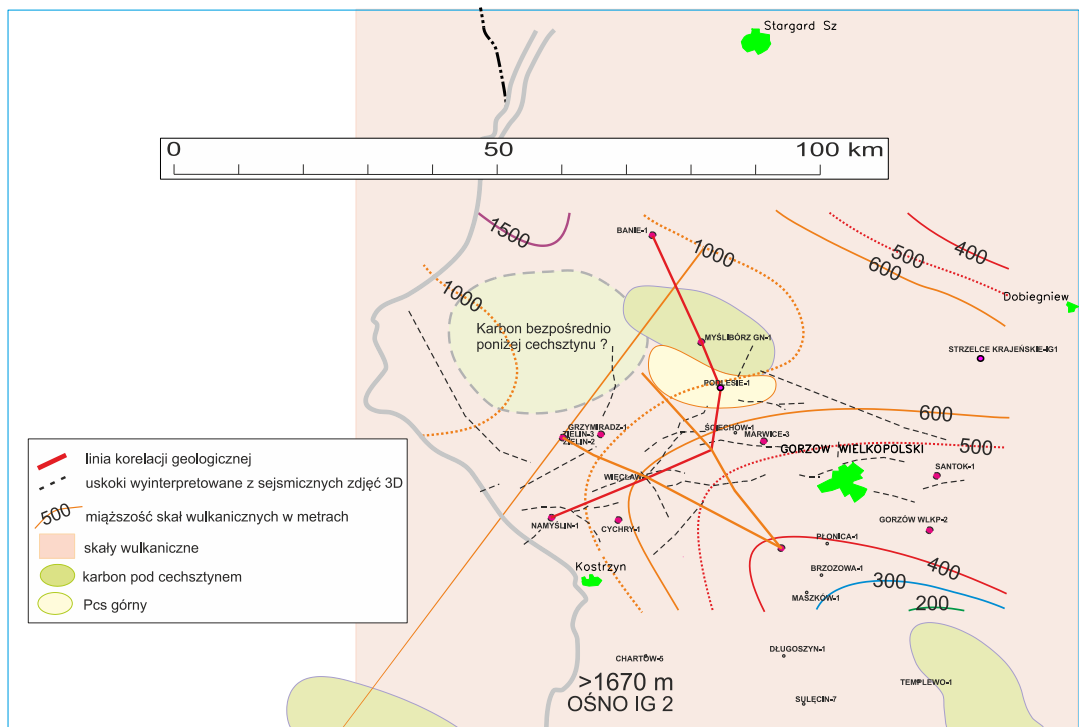 Stargard Sz
0 50 100 km
1500
BANIE-1
1000
500
400
600
1000
Dobiegniew
Karbon bezpośrednio
poniżej cechsztynu ?
MYŚLIBÓRZ GN-1
STRZELCE KRAJEŃSKIE-IG1
PODLESIE-1
600
GRZYMIRADZ-1
ZIELIN-3
ZIELIN-2
ŚCIECHÓW-1
MARWICE-3
500
GORZÓW WIELKOPOLSKI
SANTOK-1
WIĘCŁAW
NAMYŚLIN-1
CYCHRY-1
GORZÓW WLKP-2
PŁONICA-1
Kostrzyn
BRZOZOWA-1
400
300
MASZKÓW-1
200
CHARTÓW-5
DŁUGOSZYN-1
>1670 m
OŚNO IG 2
TEMPLEWO-1
SULĘCIN-7
linia korelacji geologicznej
uskoki wyinterpretowane z sejsmicznych zdjęć 3D
500 miąższość skał wulkanicznych w metrach
skały wulkaniczne
karbon pod cechsztynem
Pcs górny